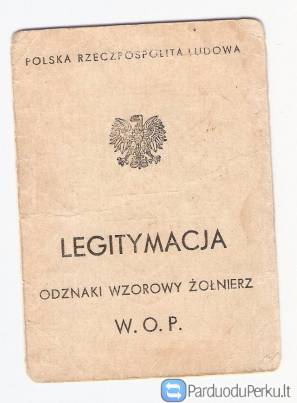 POLSKA RZECZPOSPOLITA LUDOWA
LEGITYMACJA
ODZNAKI WZOROWY ŻOŁNIERZ
W. O. P.
ParduoduPerku.lt